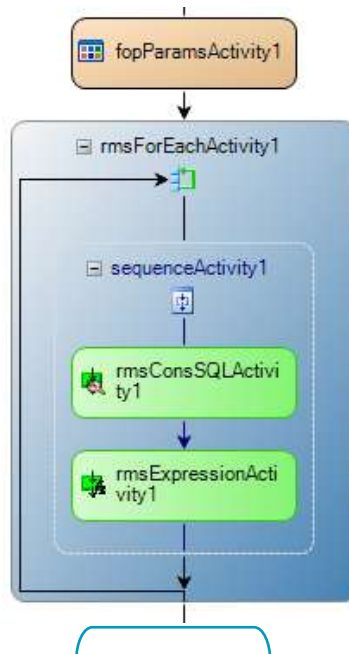 fopParamsActivity1
rmsForEachActivity1
sequenceActivity1
rmsConsSQLActivi
ty1
rmsExpressionActi
vity1